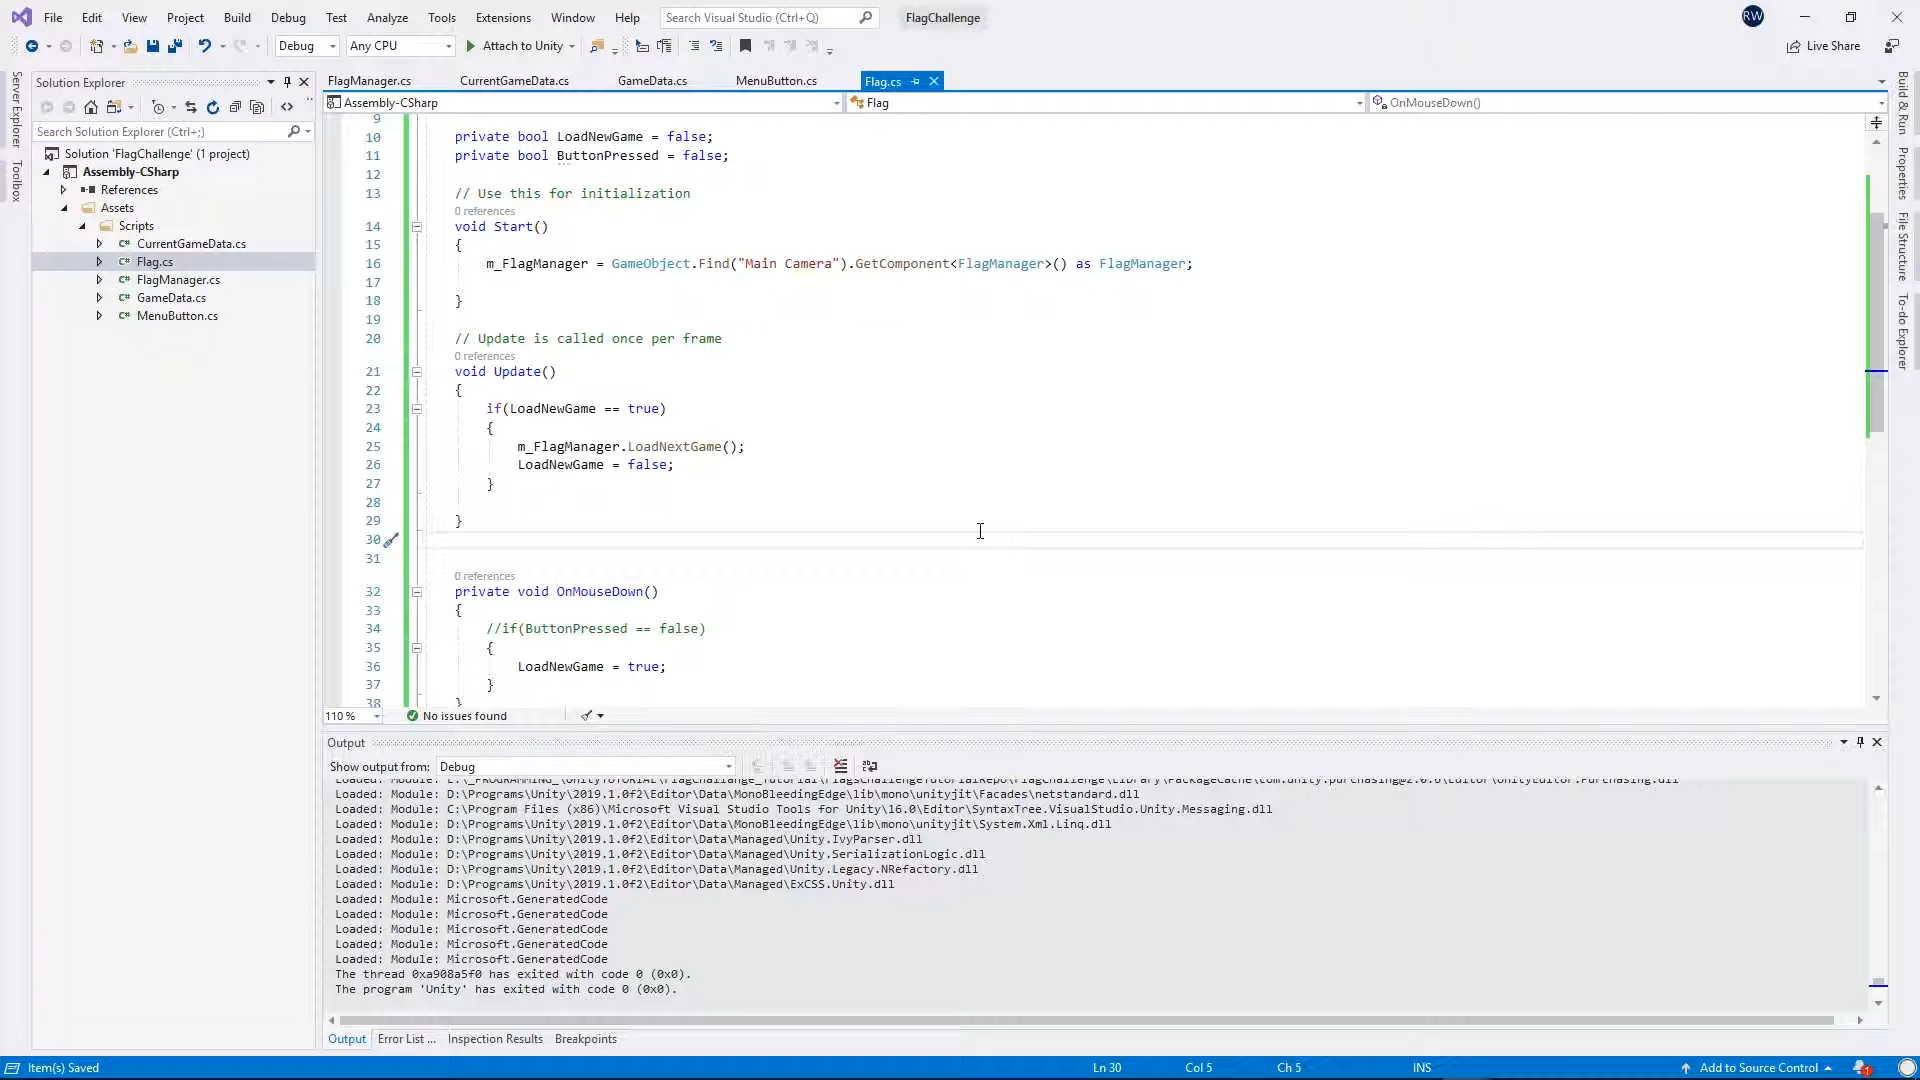 File Edit View Project Build Debug Test Analyze Tools Extensions Window Help Search Visual Studio (Ctrl+Q) FlagChallenge RW
Debug Any CPU Attach to Unity Live Share
Server Explorer
Toolbox
Solution Explorer
Search Solution Explorer (Ctrl+;)
Solution 'FlagChallenge' (1 project)
Assembly-CSharp
References
Assets
Scripts
C# CurrentGameData.cs
C# Flag.cs
C# FlagManager.cs
C# GameData.cs
C# MenuButton.cs
FlagManager.cs CurrentGameData.cs GameData.cs MenuButton.cs Flag.cs
Assembly-CSharp Flag OnMouseDown()
9
10 private bool LoadNewGame = false;
11 private bool ButtonPressed = false;
12
13 // Use this for initialization
0 references
14 void Start()
15 {
16 m_FlagManager = GameObject.Find("Main Camera").GetComponent<FlagManager>() as FlagManager;
17
18 }
19
20 // Update is called once per frame
0 references
21 void Update()
22 {
23 if(LoadNewGame == true)
24 {
25 m_FlagManager.LoadNextGame();
26 LoadNewGame = false;
27 }
28
29 }
30
31
0 references
32 private void OnMouseDown()
33 {
34 //if(ButtonPressed == false)
35 {
36 LoadNewGame = true;
37 }
38 }
110 % No issues found
Build & Run
Properties
File Structure
To-do Explorer
Output
Show output from: Debug
Loaded: Module: D:\Programs\Unity\2019.1.0f2\Editor\Data\MonoBleedingEdge\lib\mono\unityjit\Facades\netstandard.dll
Loaded: Module: C:\Program Files (x86)\Microsoft Visual Studio Tools for Unity\16.0\Editor\SyntaxTree.VisualStudio.Unity.Messaging.dll
Loaded: Module: D:\Programs\Unity\2019.1.0f2\Editor\Data\MonoBleedingEdge\lib\mono\unityjit\System.Xml.Linq.dll
Loaded: Module: D:\Programs\Unity\2019.1.0f2\Editor\Data\Managed\Unity.IvyParser.dll
Loaded: Module: D:\Programs\Unity\2019.1.0f2\Editor\Data\Managed\Unity.SerializationLogic.dll
Loaded: Module: D:\Programs\Unity\2019.1.0f2\Editor\Data\Managed\Unity.Legacy.NRefactory.dll
Loaded: Module: D:\Programs\Unity\2019.1.0f2\Editor\Data\Managed\ExCSS.Unity.dll
Loaded: Module: Microsoft.GeneratedCode
Loaded: Module: Microsoft.GeneratedCode
Loaded: Module: Microsoft.GeneratedCode
Loaded: Module: Microsoft.GeneratedCode
Loaded: Module: Microsoft.GeneratedCode
The thread 0xa908a5f0 has exited with code 0 (0x0).
The program 'Unity' has exited with code 0 (0x0).
Output Error List ... Inspection Results Breakpoints
Item(s) Saved Ln 30 Col 5 Ch 5 INS Add to Source Control 1